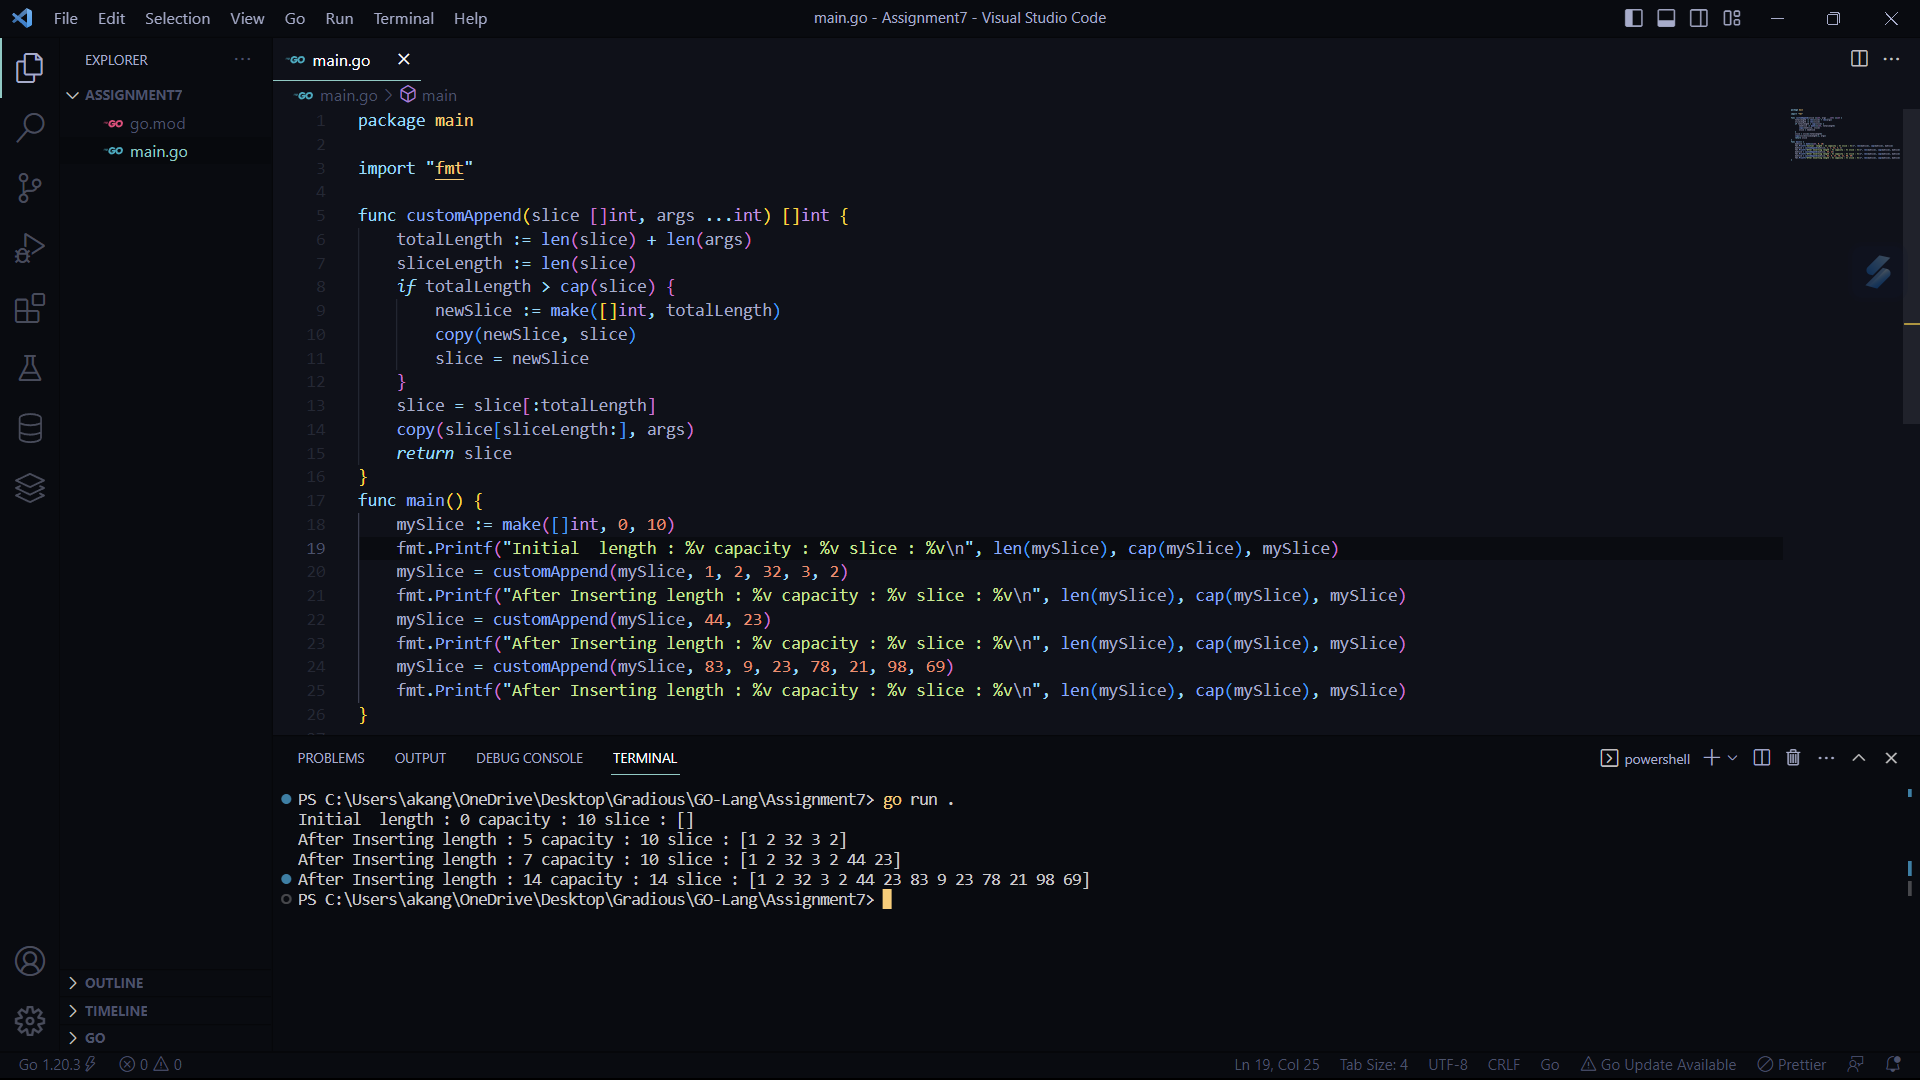 File Edit Selection View Go Run Terminal Help
main.go - Assignment7 - Visual Studio Code
EXPLORER
ASSIGNMENT7
go.mod
main.go
main.go
main.go > main
1 package main
2
3 import "fmt"
4
5 func customAppend(slice []int, args ...int) []int {
6 totalLength := len(slice) + len(args)
7 sliceLength := len(slice)
8 if totalLength > cap(slice) {
9 newSlice := make([]int, totalLength)
10 copy(newSlice, slice)
11 slice = newSlice
12 }
13 slice = slice[:totalLength]
14 copy(slice[sliceLength:], args)
15 return slice
16 }
17 func main() {
18 mySlice := make([]int, 0, 10)
19 fmt.Printf("Initial  length : %v capacity : %v slice : %v\n", len(mySlice), cap(mySlice), mySlice)
20 mySlice = customAppend(mySlice, 1, 2, 32, 3, 2)
21 fmt.Printf("After Inserting length : %v capacity : %v slice : %v\n", len(mySlice), cap(mySlice), mySlice)
22 mySlice = customAppend(mySlice, 44, 23)
23 fmt.Printf("After Inserting length : %v capacity : %v slice : %v\n", len(mySlice), cap(mySlice), mySlice)
24 mySlice = customAppend(mySlice, 83, 9, 23, 78, 21, 98, 69)
25 fmt.Printf("After Inserting length : %v capacity : %v slice : %v\n", len(mySlice), cap(mySlice), mySlice)
26 }
PROBLEMS OUTPUT DEBUG CONSOLE TERMINAL
powershell
PS C:\Users\akang\OneDrive\Desktop\Gradious\GO-Lang\Assignment7> go run .
Initial  length : 0 capacity : 10 slice : []
After Inserting length : 5 capacity : 10 slice : [1 2 32 3 2]
After Inserting length : 7 capacity : 10 slice : [1 2 32 3 2 44 23]
After Inserting length : 14 capacity : 14 slice : [1 2 32 3 2 44 23 83 9 23 78 21 98 69]
PS C:\Users\akang\OneDrive\Desktop\Gradious\GO-Lang\Assignment7>
OUTLINE
TIMELINE
GO
Go 1.20.3 0 0 Ln 19, Col 25 Tab Size: 4 UTF-8 CRLF Go Go Update Available Prettier